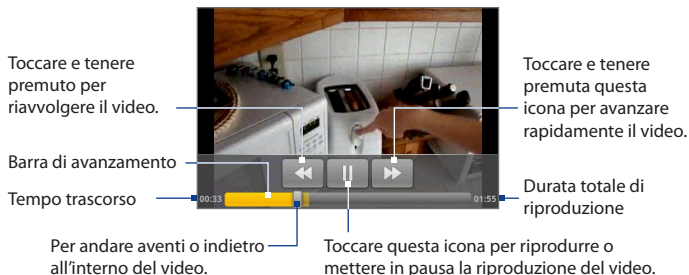 Toccare e tenere
premuto per
riavvolgere il video.
Toccare e tenere
premuta questa
icona per avanzare
rapidamente il video.
Barra di avanzamento
Tempo trascorso
00:33
01:55
Durata totale di
riproduzione
Per andare aventi o indietro
all'interno del video.
Toccare questa icona per riprodurre o
mettere in pausa la riproduzione del video.